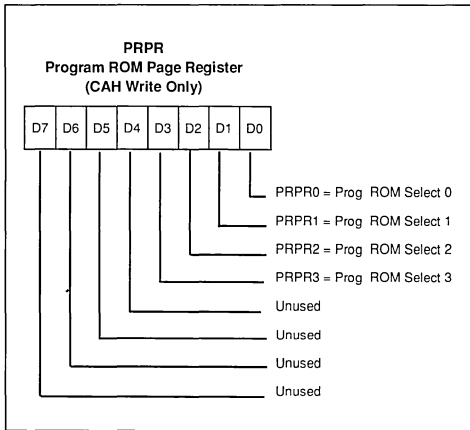 PRPR
Program ROM Page Register
(CAH Write Only)
D7 D6 D5 D4 D3 D2 D1 D0
PRPR0 = Prog ROM Select 0
PRPR1 = Prog ROM Select 1
PRPR2 = Prog ROM Select 2
PRPR3 = Prog ROM Select 3
Unused
Unused
Unused
Unused